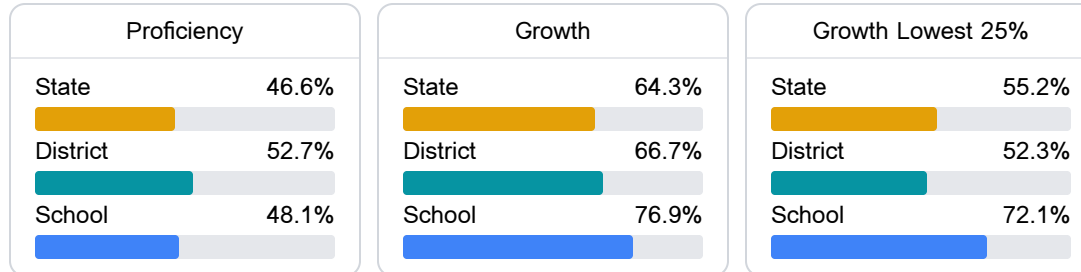 Proficiency
State 46.6%
District 52.7%
School 48.1%
Growth
State 64.3%
District 66.7%
School 76.9%
Growth Lowest 25%
State 55.2%
District 52.3%
School 72.1%